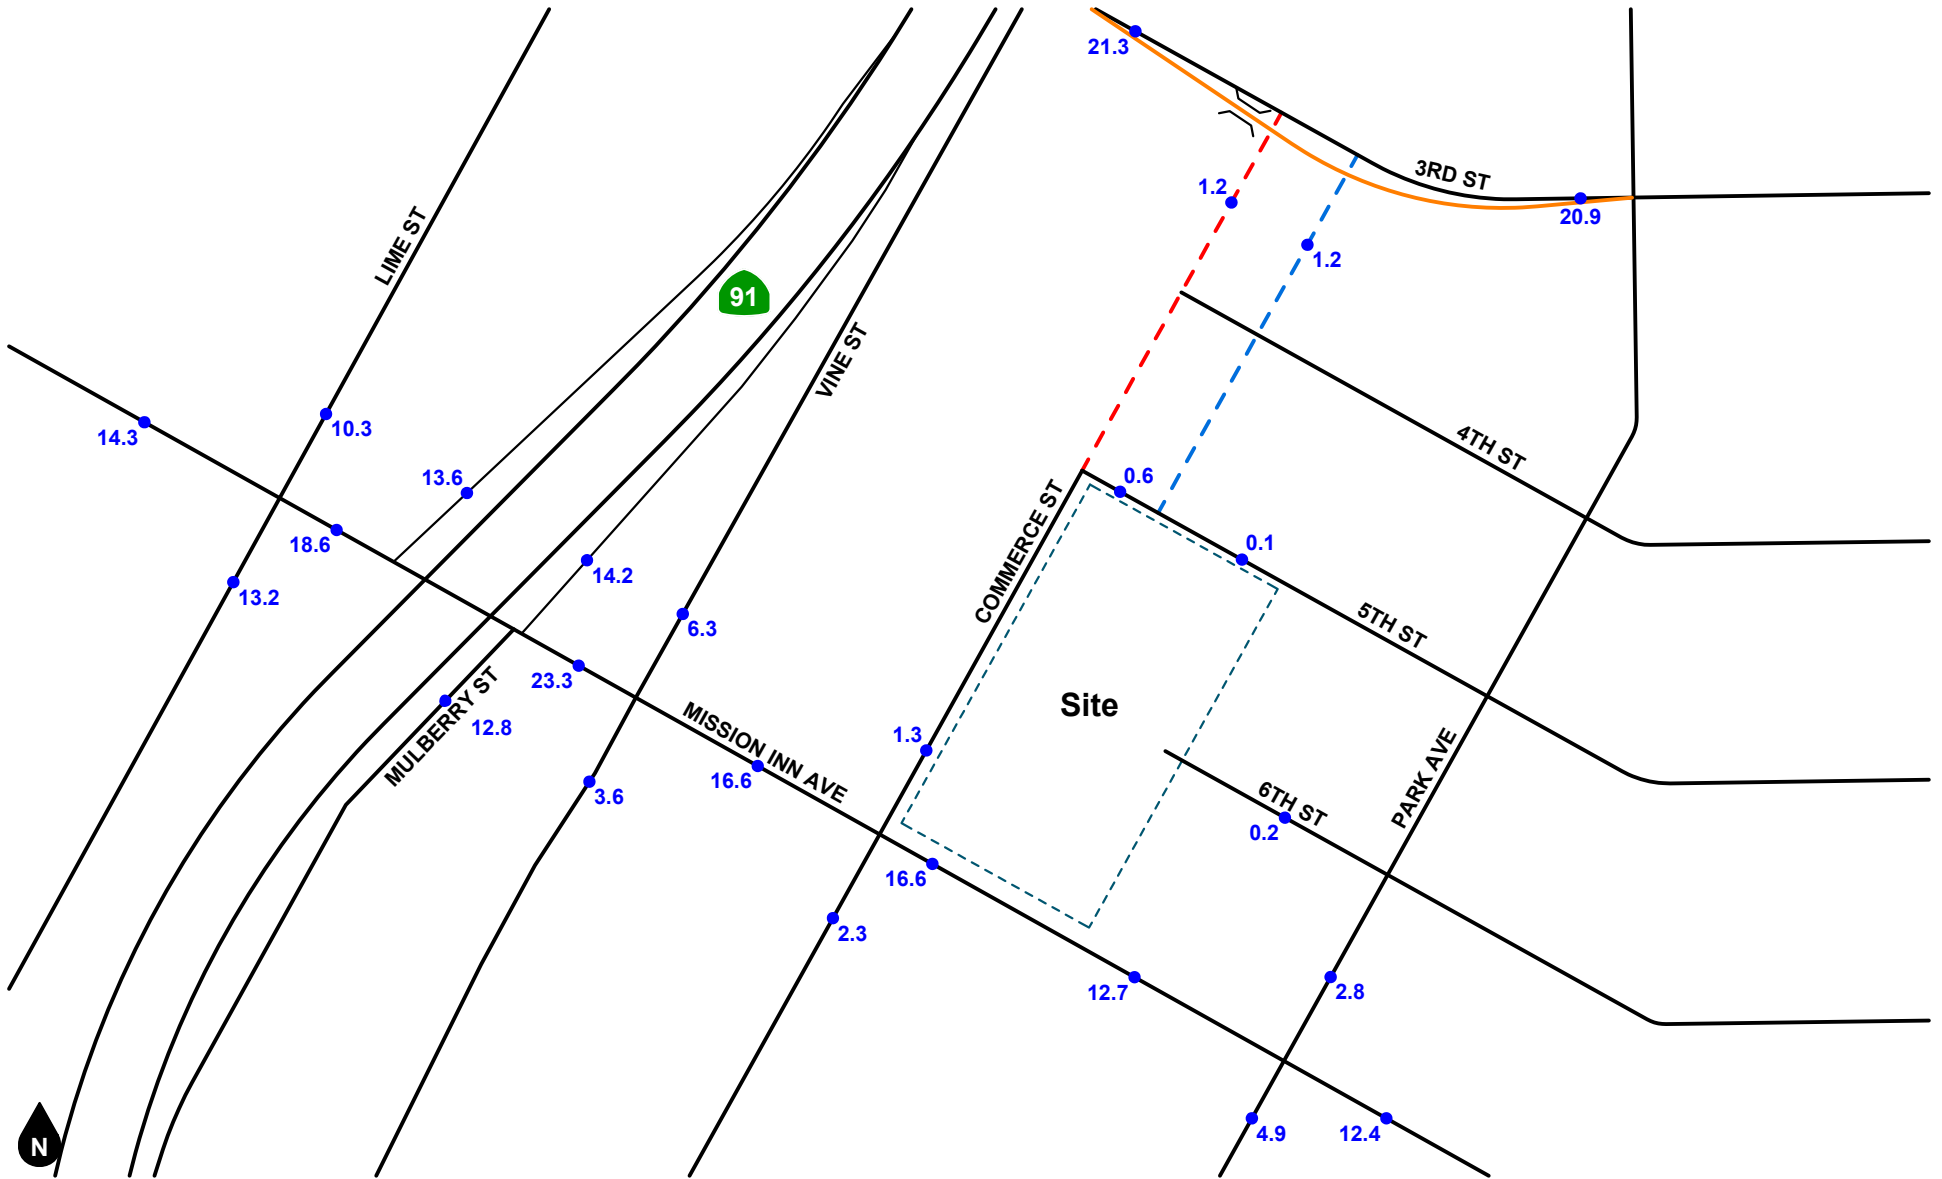 21.3
3RD ST
20.9
1.2
1.2
LIME ST
91
VINE ST
14.3
10.3
13.6
4TH ST
18.6
0.6
13.2
14.2
0.1
COMMERCE ST
6.3
5TH ST
23.3
MULBERRY ST
12.8
MISSION INN AVE
Site
1.3
16.6
3.6
6TH ST
0.2
PARK AVE
16.6
2.3
12.7
2.8
4.9
12.4
N